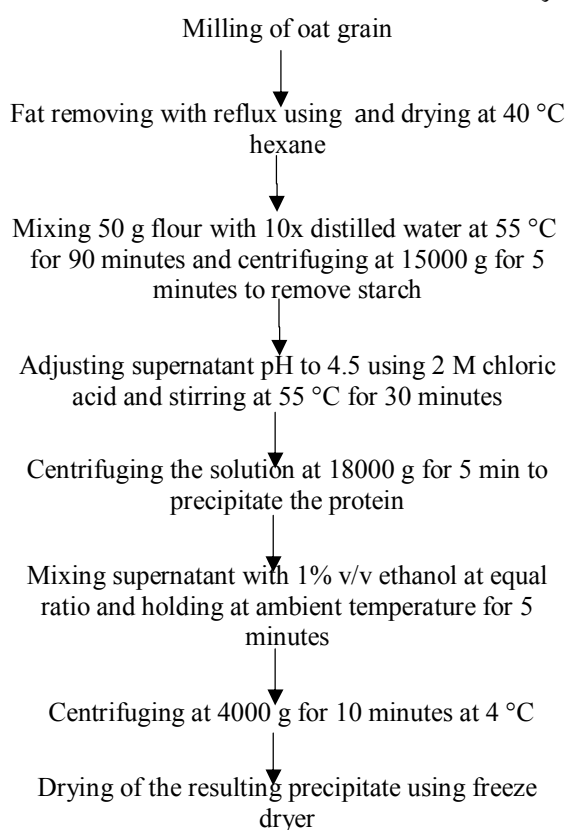 Milling of oat grain
Fat removing with reflux using and drying at 40 °C
hexane
Mixing 50 g flour with 10x distilled water at 55 °C
for 90 minutes and centrifuging at 15000 g for 5
minutes to remove starch
Adjusting supernatant pH to 4.5 using 2 M chloric
acid and stirring at 55 °C for 30 minutes
Centrifuging the solution at 18000 g for 5 min to
precipitate the protein
Mixing supernatant with 1% v/v ethanol at equal
ratio and holding at ambient temperature for 5
minutes
Centrifuging at 4000 g for 10 minutes at 4 °C
Drying of the resulting precipitate using freeze
dryer